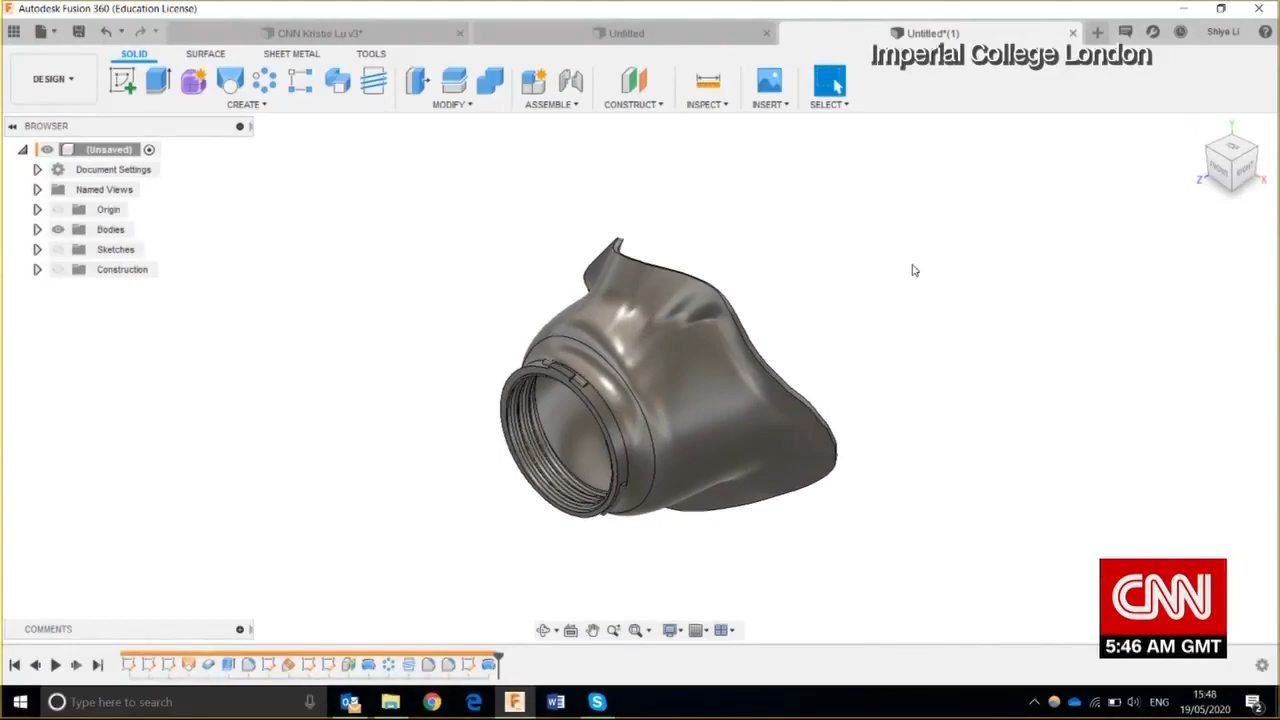 Autodesk Fusion 360 (Education License)
CNN Kristie Lu v3*
Untitled
Untitled*(1)
Shiya Li
Imperial College London
SOLID
SURFACE
SHEET METAL
TOOLS
DESIGN
CREATE
MODIFY
ASSEMBLE
CONSTRUCT
INSPECT
INSERT
SELECT
BROWSER
(Unsaved)
Document Settings
Named Views
Origin
Bodies
Sketches
Construction
Y
Z
X
FRONT
CNN
5:46 AM GMT
COMMENTS
Type here to search
ENG
15:48
19/05/2020
2